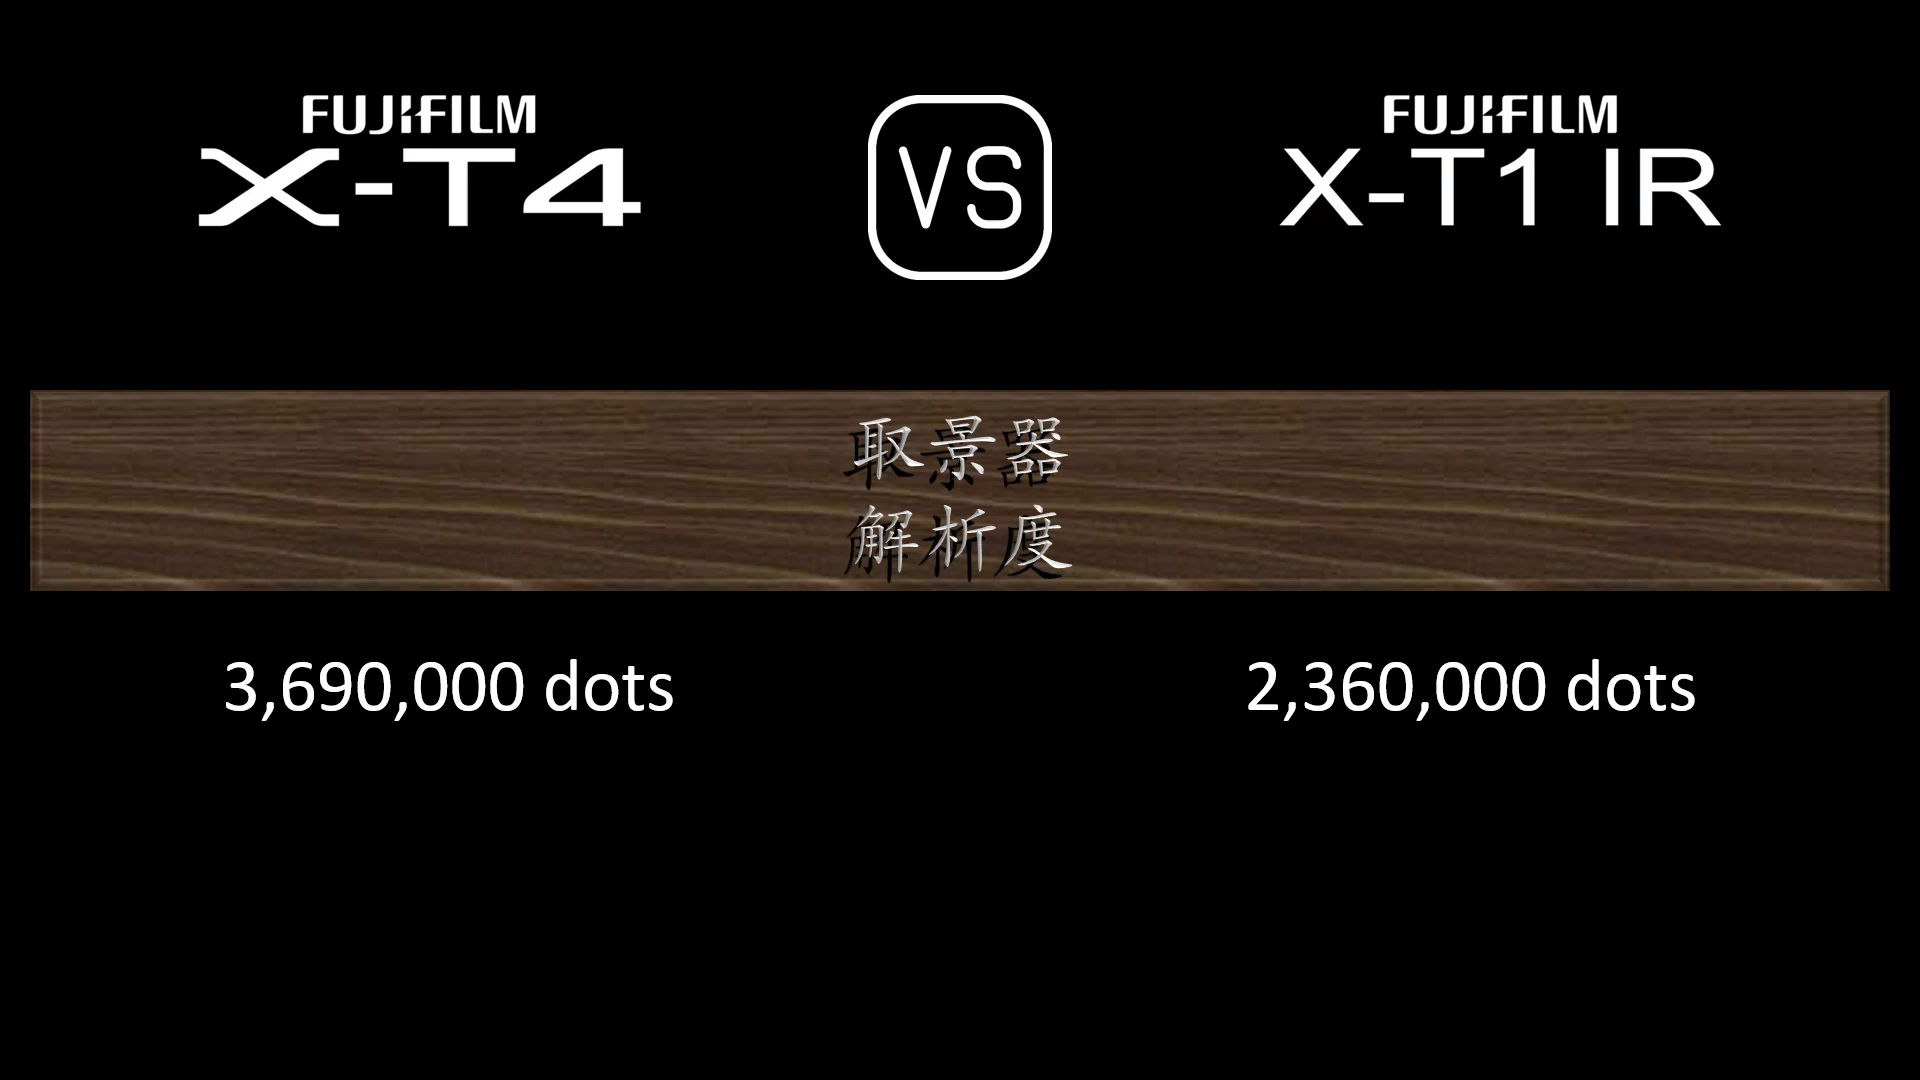 FUJIFILM
X-T4
VS
FUJIFILM
X-T1 IR
取景器
解析度
3,690,000 dots
2,360,000 dots